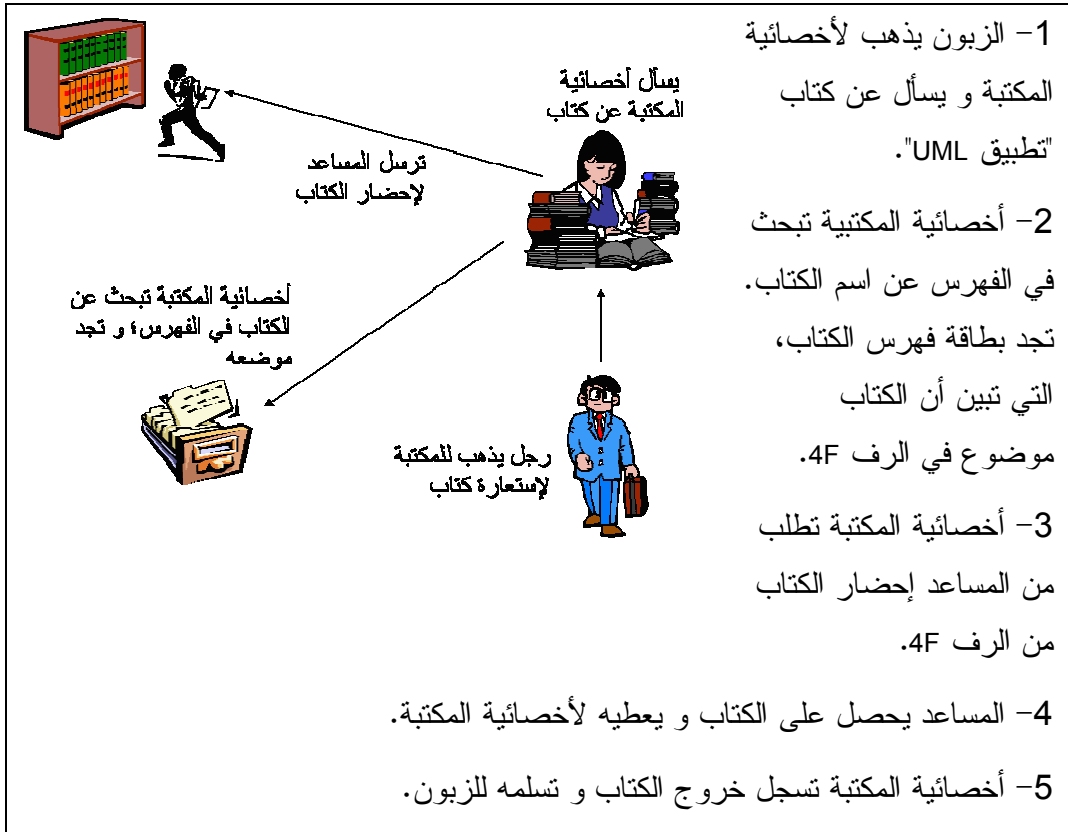 1- الزبون يذهب لأخصائية
المكتبة و يسأل عن كتاب
"تطبيق UML".
2- أخصائية المكتبية تبحث
في الفهرس عن اسم الكتاب.
تجد بطاقة فهرس الكتاب،
التي تبين أن الكتاب
موضوع في الرف 4F.
3- أخصائية المكتبة تطلب
من المساعد إحضار الكتاب
من الرف 4F.
4- المساعد يحصل على الكتاب و يعطيه لأخصائية المكتبة.
5- أخصائية المكتبة تسجل خروج الكتاب و تسلمه للزبون.
يسأل أخصائية
المكتبة عن كتاب
ترسل المساعد
لإحضار الكتاب
أخصائية المكتبة تبحث عن
الكتاب في الفهرس؛ و تجد
موضعه
رجل يذهب للمكتبة
لإستعارة كتاب